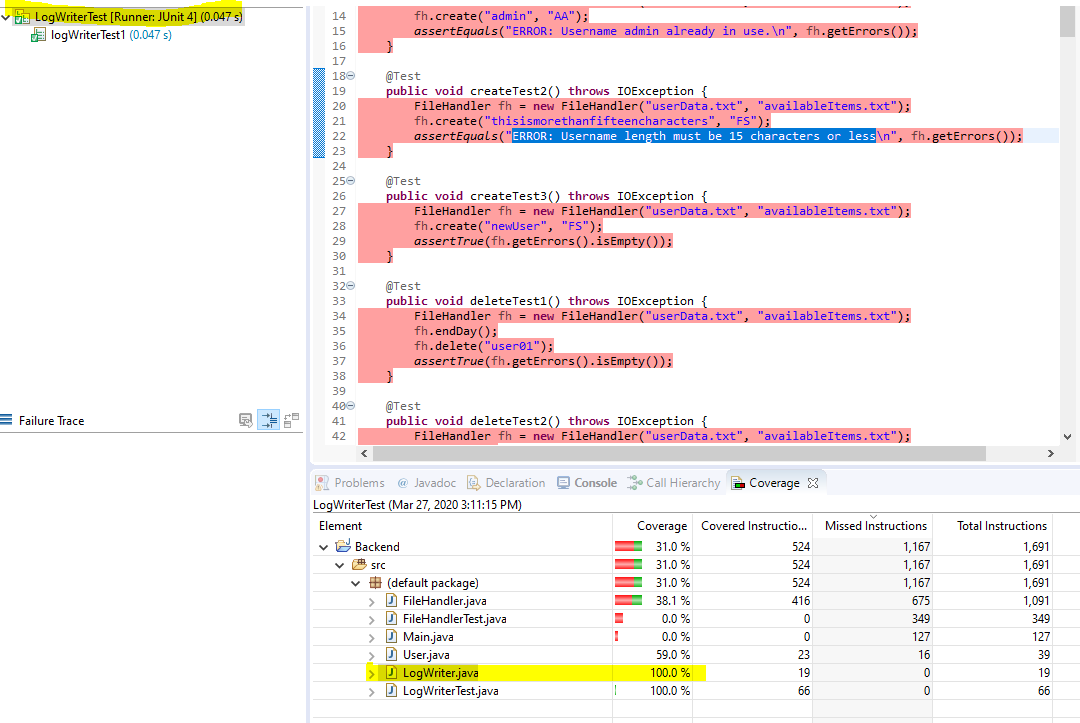 LogWriterTest [Runner: JUnit 4] (0.047 s)
logWriterTest1 (0.047 s)
Failure Trace
14 fh.create("admin", "AA");
15 assertEquals("ERROR: Username admin already in use.\n", fh.getErrors());
16 }
17
18 @Test
19 public void createTest2() throws IOException {
20 FileHandler fh = new FileHandler("userData.txt", "availableItems.txt");
21 fh.create("thisismorethanfifteencharacters", "FS");
22 assertEquals("ERROR: Username length must be 15 characters or less\n", fh.getErrors());
23 }
24
25 @Test
26 public void createTest3() throws IOException {
27 FileHandler fh = new FileHandler("userData.txt", "availableItems.txt");
28 fh.create("newUser", "FS");
29 assertTrue(fh.getErrors().isEmpty());
30 }
31
32 @Test
33 public void deleteTest1() throws IOException {
34 FileHandler fh = new FileHandler("userData.txt", "availableItems.txt");
35 fh.endDay();
36 fh.delete("user01");
37 assertTrue(fh.getErrors().isEmpty());
38 }
39
40 @Test
41 public void deleteTest2() throws IOException {
42 FileHandler fh = new FileHandler("userData.txt", "availableItems.txt");
Problems @ Javadoc Declaration Console Call Hierarchy Coverage
LogWriterTest (Mar 27, 2020 3:11:15 PM)
Element Coverage Covered Instructio... Missed Instructions Total Instructions
Backend 31.0 % 524 1,167 1,691
src 31.0 % 524 1,167 1,691
(default package) 31.0 % 524 1,167 1,691
FileHandler.java 38.1 % 416 675 1,091
FileHandlerTest.java 0.0 % 0 349 349
Main.java 0.0 % 0 127 127
User.java 59.0 % 23 16 39
LogWriter.java 100.0 % 19 0 19
LogWriterTest.java 100.0 % 66 0 66